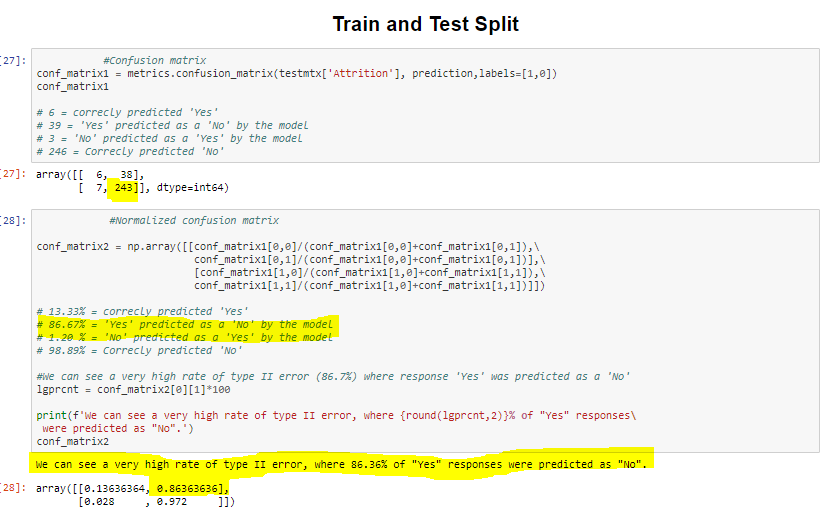 Train and Test Split
[27]:
#Confusion matrix
conf_matrix1 = metrics.confusion_matrix(testmtx['Attrition'], prediction,labels=[1,0])
conf_matrix1
# 6 = correcly predicted 'Yes'
# 39 = 'Yes' predicted as a 'No' by the model
# 3 = 'No' predicted as a 'Yes' by the model
# 246 = Correcly predicted 'No'
[27]: array([[ 6, 38],
[ 7, 243]], dtype=int64)
[28]:
#Normalized confusion matrix
conf_matrix2 = np.array([[conf_matrix1[0,0]/(conf_matrix1[0,0]+conf_matrix1[0,1]),\
conf_matrix1[0,1]/(conf_matrix1[0,0]+conf_matrix1[0,1])],\
[conf_matrix1[1,0]/(conf_matrix1[1,0]+conf_matrix1[1,1]),\
conf_matrix1[1,1]/(conf_matrix1[1,0]+conf_matrix1[1,1])]])
# 13.33% = correcly predicted 'Yes'
# 86.67% = 'Yes' predicted as a 'No' by the model
# 1.20 % = 'No' predicted as a 'Yes' by the model
# 98.89% = Correcly predicted 'No'
#We can see a very high rate of type II error (86.7%) where response 'Yes' was predicted as a 'No'
lgprcnt = conf_matrix2[0][1]*100
print(f'We can see a very high rate of type II error, where {round(lgprcnt,2)}% of "Yes" responses\
were predicted as "No".')
conf_matrix2
We can see a very high rate of type II error, where 86.36% of "Yes" responses were predicted as "No".
[28]: array([[0.13636364, 0.86363636],
[0.028 , 0.972 ]])